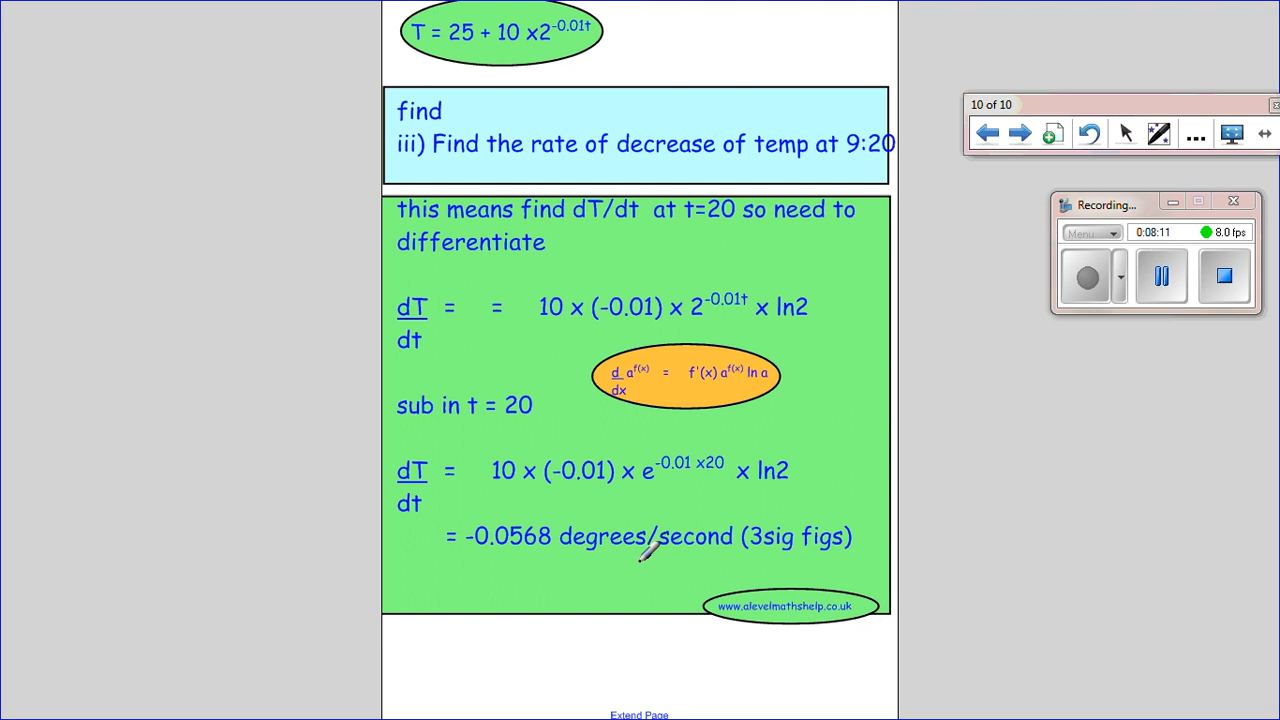 T = 25 + 10 x2^-0.01t
find
iii) Find the rate of decrease of temp at 9:20
this means find dT/dt at t=20 so need to
differentiate
dT = = 10 x (-0.01) x 2^-0.01t x ln2
dt
d a^f(x) = f'(x) a^f(x) ln a
dx
sub in t = 20
dT = 10 x (-0.01) x e^-0.01 x20 x ln2
dt
= -0.0568 degrees/second (3sig figs)
www.alevelmathshelp.co.uk
Extend Page
10 of 10
...
Recording...
Menu
0:08:11
8.0 fps